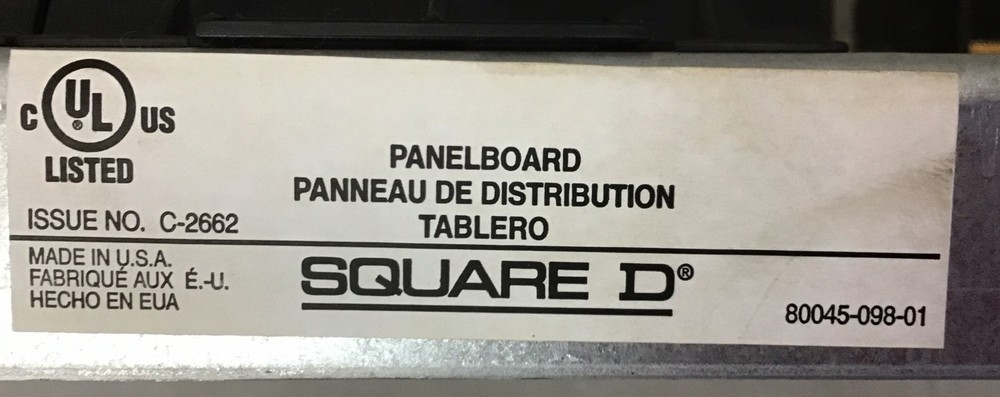 C UL® US
LISTED
ISSUE NO. C-2662
PANELBOARD
PANNEAU DE DISTRIBUTION
TABLERO
MADE IN U.S.A.
FABRIQUÉ AUX É.-U.
HECHO EN EUA
SQUARE D®
80045-098-01